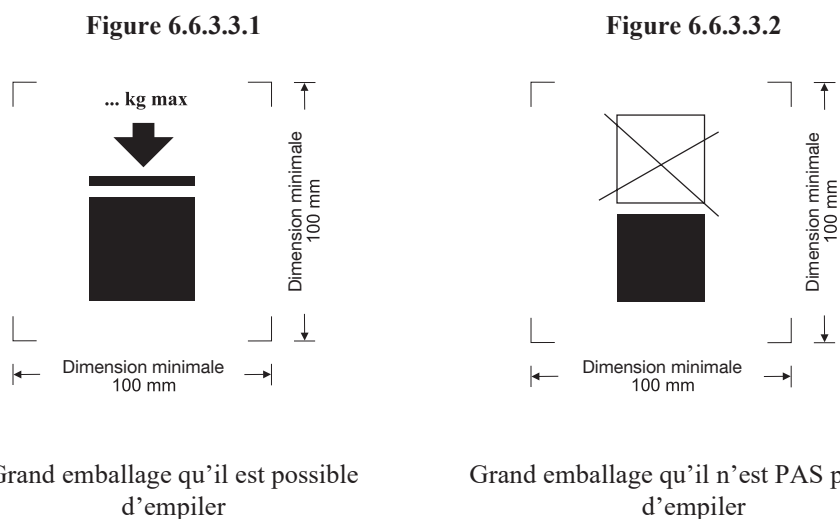 Figure 6.6.3.3.1
... kg max
Dimension minimale
100 mm
Dimension minimale
100 mm
Grand emballage qu'il est possible
d'empiler
Figure 6.6.3.3.2
Dimension minimale
100 mm
Dimension minimale
100 mm
Grand emballage qu'il n'est PAS
d'empiler